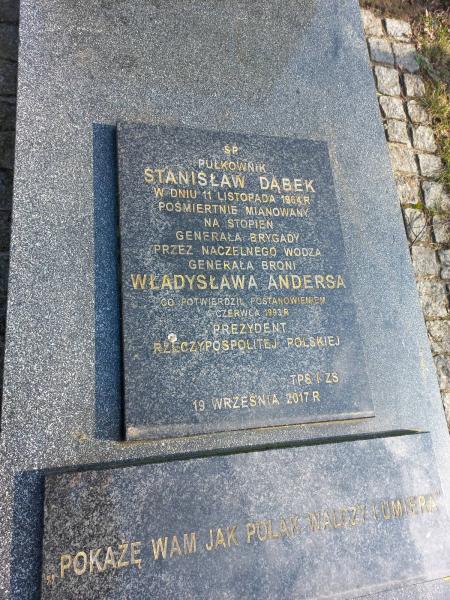 ŚP.
PUŁKOWNIK
STANISŁAW DĄBEK
W DNIU 11 LISTOPADA 1964 R
POŚMIERTNIE MIANOWANY
NA STOPIEŃ
GENERAŁA BRYGADY
PRZEZ NACZELNEGO WODZA
GENERAŁA BRONI
WŁADYSŁAWA ANDERSA
CO POTWIERDZIŁ POSTANOWIENIEM
CZERWCA 1993 R
PREZYDENT
RZECZYPOSPOLITEJ POLSKIEJ
TPS I ZS
19 WRZEŚNIA 2017 R
„POKAŻĘ WAM JAK POLAK WALCZY I UMIERA"